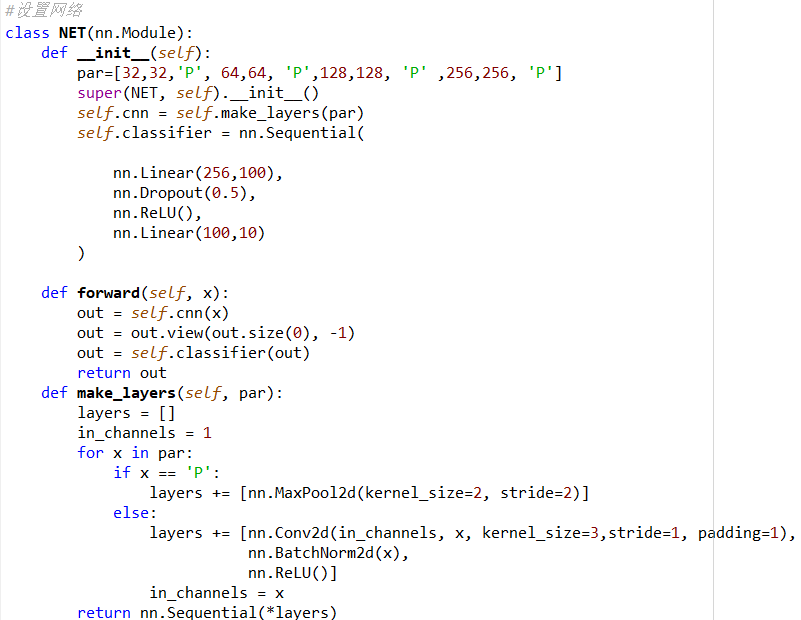 #设置网络
class NET(nn.Module):
    def __init__(self):
        par=[32,32,'P', 64,64, 'P',128,128, 'P' ,256,256, 'P']
        super(NET, self).__init__()
        self.cnn = self.make_layers(par)
        self.classifier = nn.Sequential(

            nn.Linear(256,100),
            nn.Dropout(0.5),
            nn.ReLU(),
            nn.Linear(100,10)
        )

    def forward(self, x):
        out = self.cnn(x)
        out = out.view(out.size(0), -1)
        out = self.classifier(out)
        return out
    def make_layers(self, par):
        layers = []
        in_channels = 1
        for x in par:
            if x == 'P':
                layers += [nn.MaxPool2d(kernel_size=2, stride=2)]
            else:
                layers += [nn.Conv2d(in_channels, x, kernel_size=3,stride=1, padding=1),
                           nn.BatchNorm2d(x),
                           nn.ReLU()]
                in_channels = x
        return nn.Sequential(*layers)